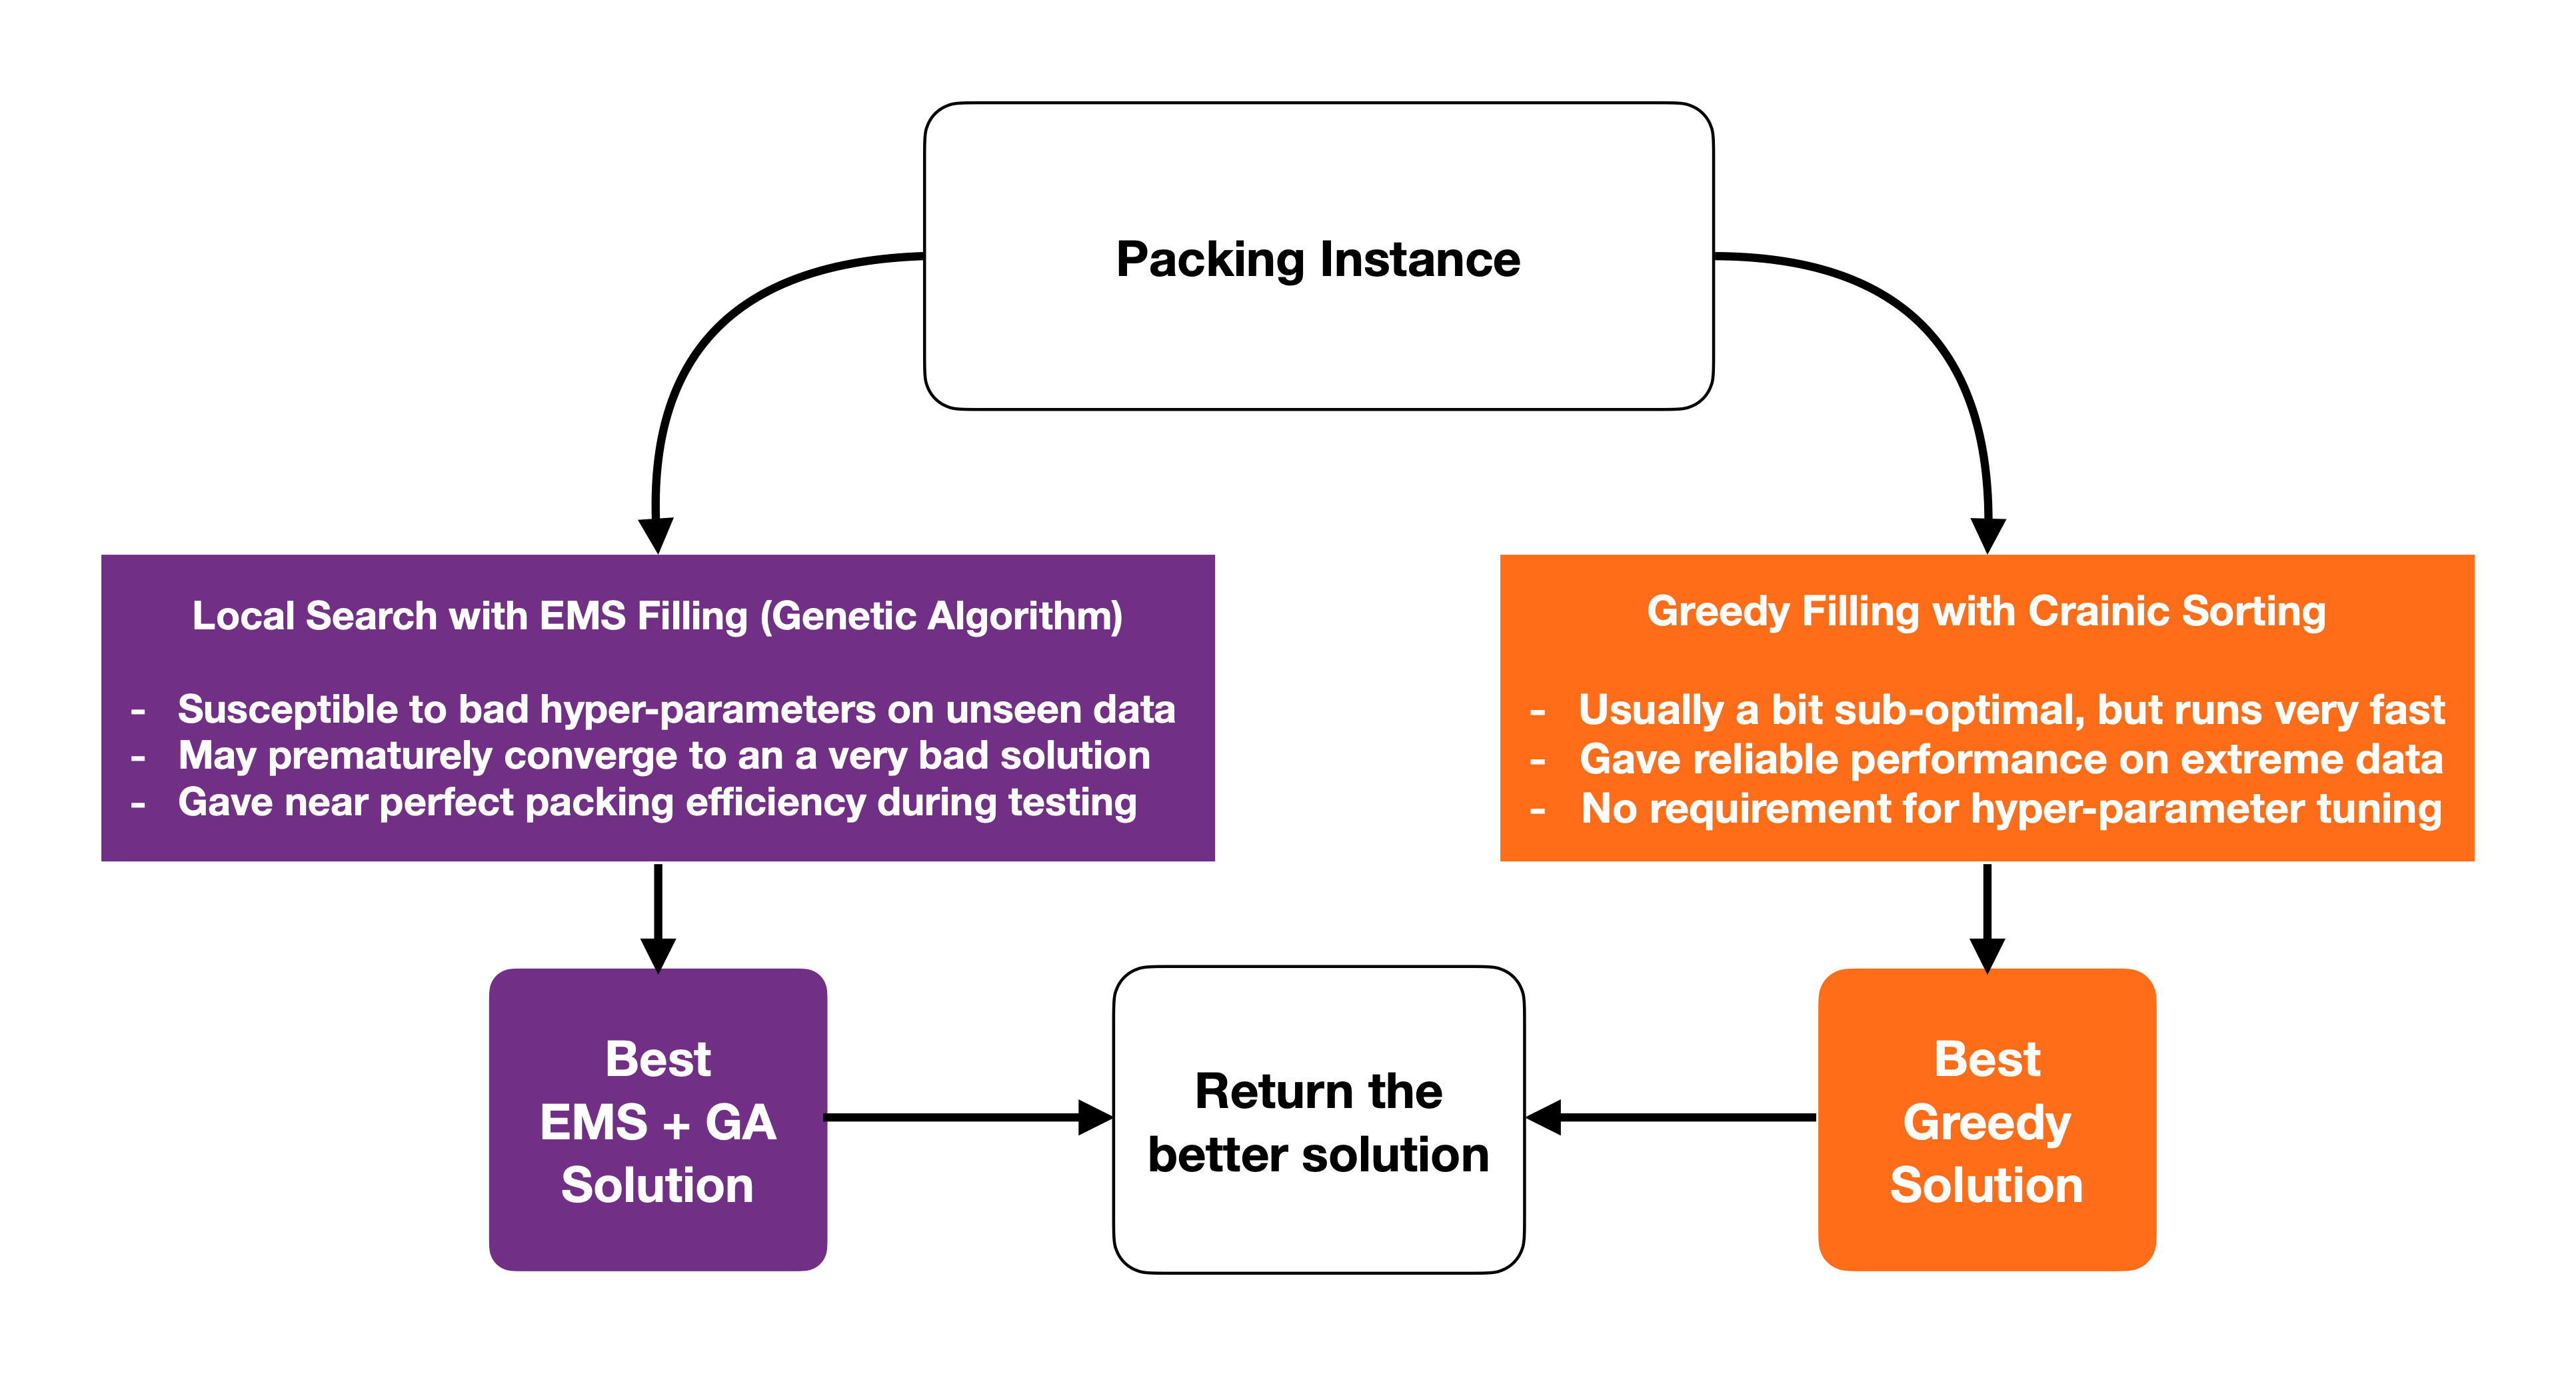 Packing Instance
Local Search with EMS Filling (Genetic Algorithm)
- Susceptible to bad hyper-parameters on unseen data
- May prematurely converge to an a very bad solution
- Gave near perfect packing efficiency during testing
Greedy Filling with Crainic Sorting
- Usually a bit sub-optimal, but runs very fast
- Gave reliable performance on extreme data
- No requirement for hyper-parameter tuning
Best
EMS + GA
Solution
Return the
better solution
Best
Greedy
Solution